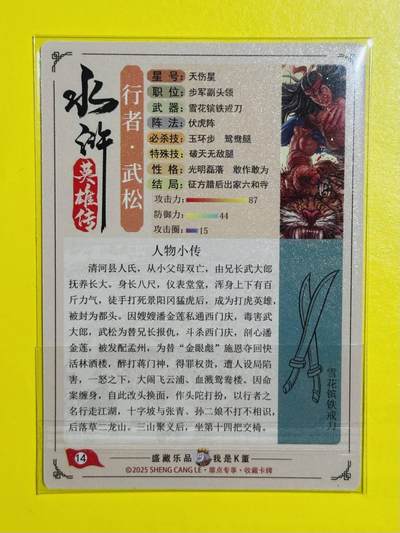 水浒
英雄传
行者·武松
星号：天伤星
职位：步军副头领
武器：雪花镔铁戒刀
阵法：伏虎阵
必杀技：玉环步 鸳鸯腿
特殊技：破天无敌腿
性格：光明磊落 敢作敢为
结局：征方腊后出家六和寺
攻击力： 87
防御力： 44
攻击圈： 15
人物小传
清河县人氏，从小父母双亡，由兄长武大郎
抚养长大。身长八尺，仪表堂堂，浑身上下有百
斤力气，徒手打死景阳冈猛虎后，成为打虎英雄，
被封为都头。因嫂嫂潘金莲私通西门庆，毒害武
大郎，武松为替兄长报仇，斗杀西门庆，剖心潘
金莲，被发配孟州，为替“金眼彪”施恩夺回快
活林酒楼，醉打蒋门神，得罪权贵，遭人设局陷
害，一怒之下，大闹飞云浦、血溅鸳鸯楼。因命
案缠身，自此改头换面，作头陀打扮，以行者之
名行走江湖，十字坡与张青、孙二娘不打不相识，
后落草二龙山。三山聚义后，坐第十四把交椅。
雪花镔铁戒刀
14
盛藏乐品 我是K董
©2025 SHENG CANG LE·靡点专享·收藏卡牌